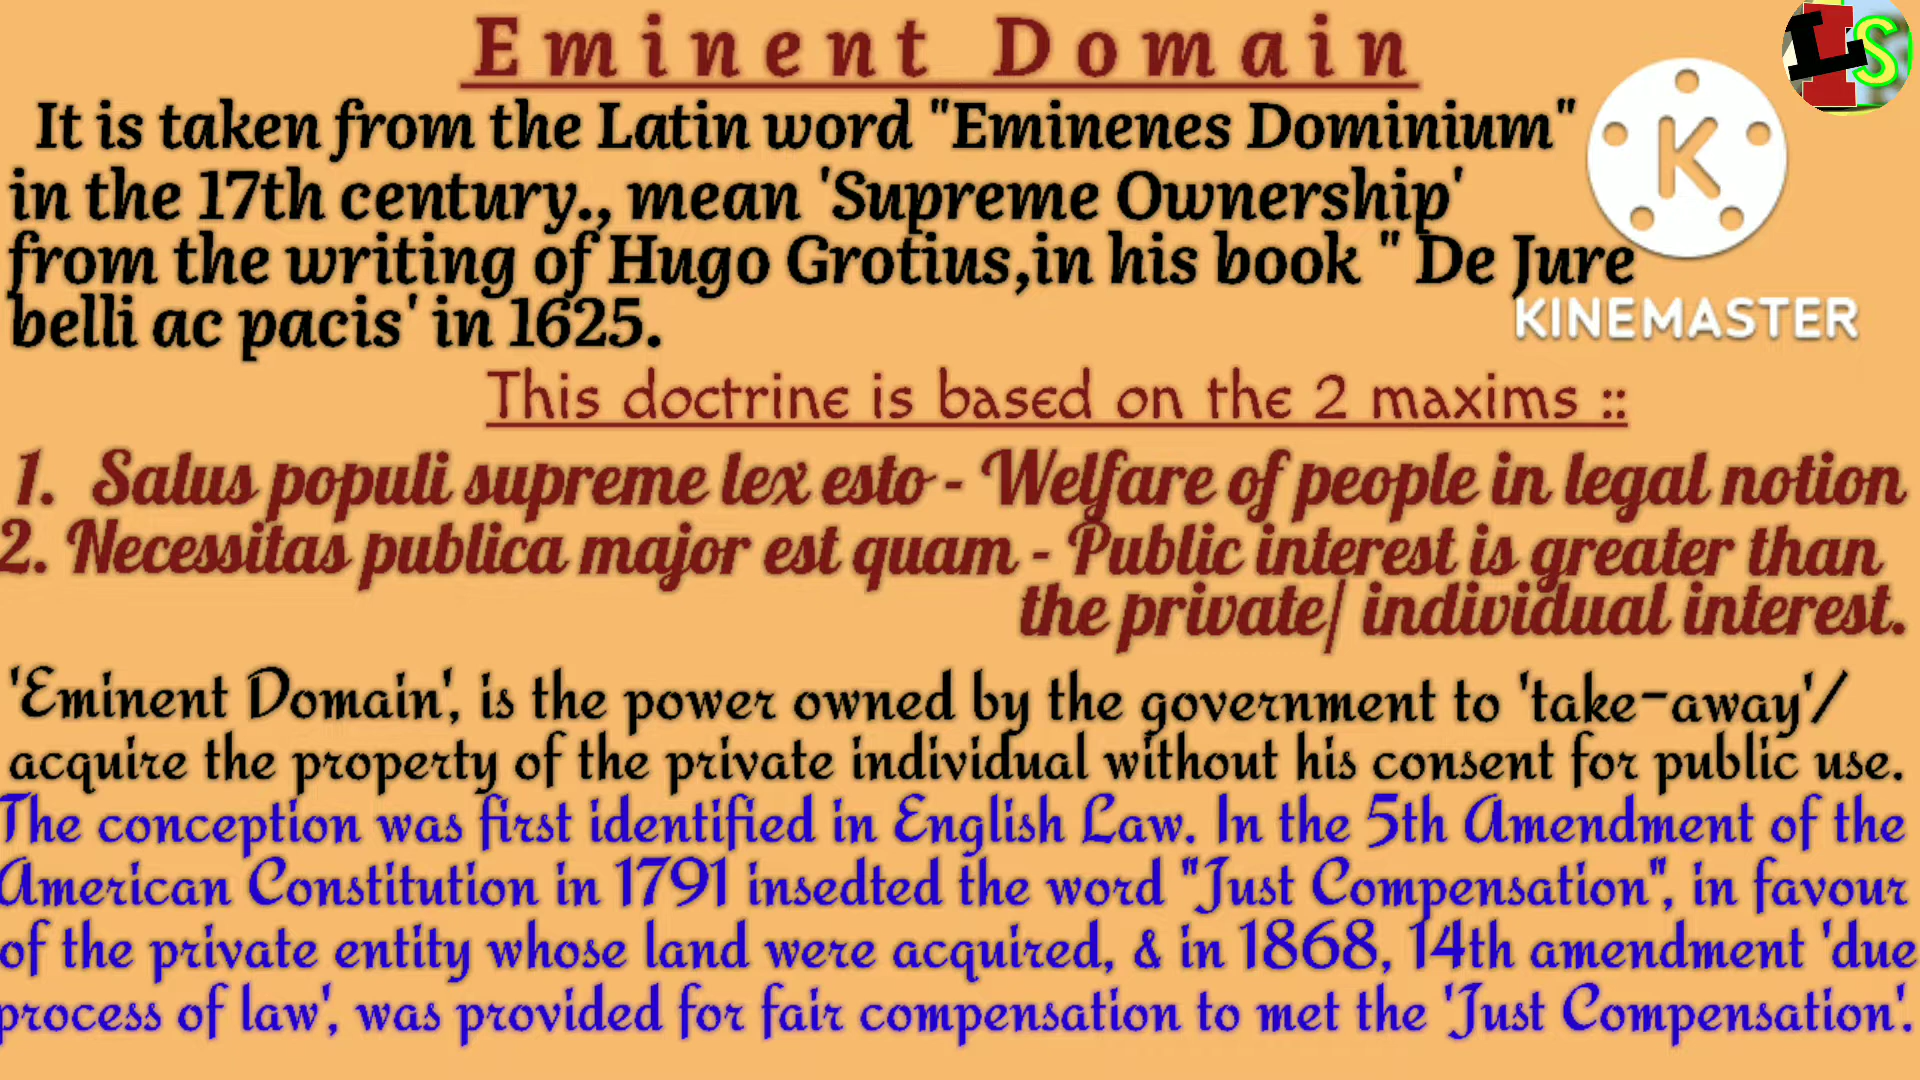 Eminent Domain
LS
It is taken from the Latin word "Eminenes Dominium"
in the 17th century., mean 'Supreme Ownership'
from the writing of Hugo Grotius,in his book " De Jure
belli ac pacis' in 1625.
K
KINEMASTER
This doctrine is based on the 2 maxims ::
1. Salus populi supreme lex esto - Welfare of people in legal notion
2. Necessitas publica major est quam - Public interest is greater than
the private/ individual interest.
'Eminent Domain', is the power owned by the government to 'take-away'/
acquire the property of the private individual without his consent for public use.
The conception was first identified in English Law. In the 5th Amendment of the
American Constitution in 1791 insedted the word "Just Compensation", in favour
of the private entity whose land were acquired, & in 1868, 14th amendment 'due
process of law', was provided for fair compensation to met the 'Just Compensation'.